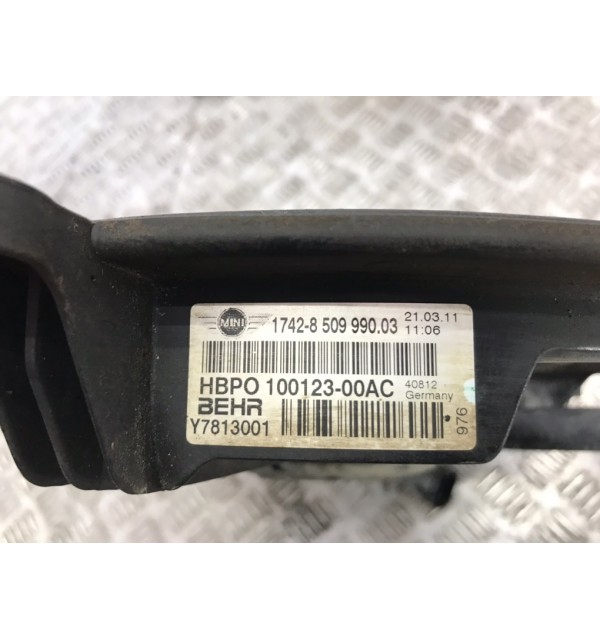 MINI 1742-8 509 990.03 21.03.11
11:06
HBPO 100123-00AC 40812
Germany
BEHR
Y7813001
976